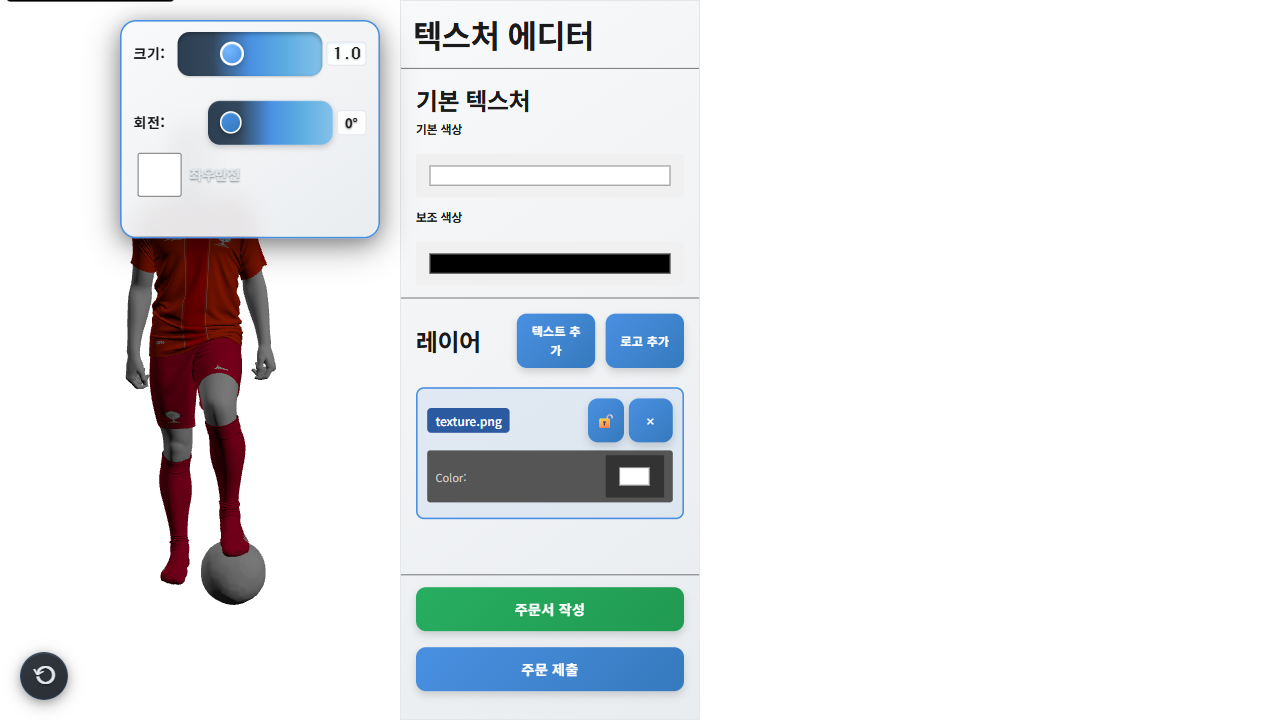 크기:
1.0
회전:
0°
좌우반전
텍스처 에디터
기본 텍스처
기본 색상
보조 색상
레이어
텍스트 추
가
로고 추가
texture.png
×
Color:
주문서 작성
주문 제출